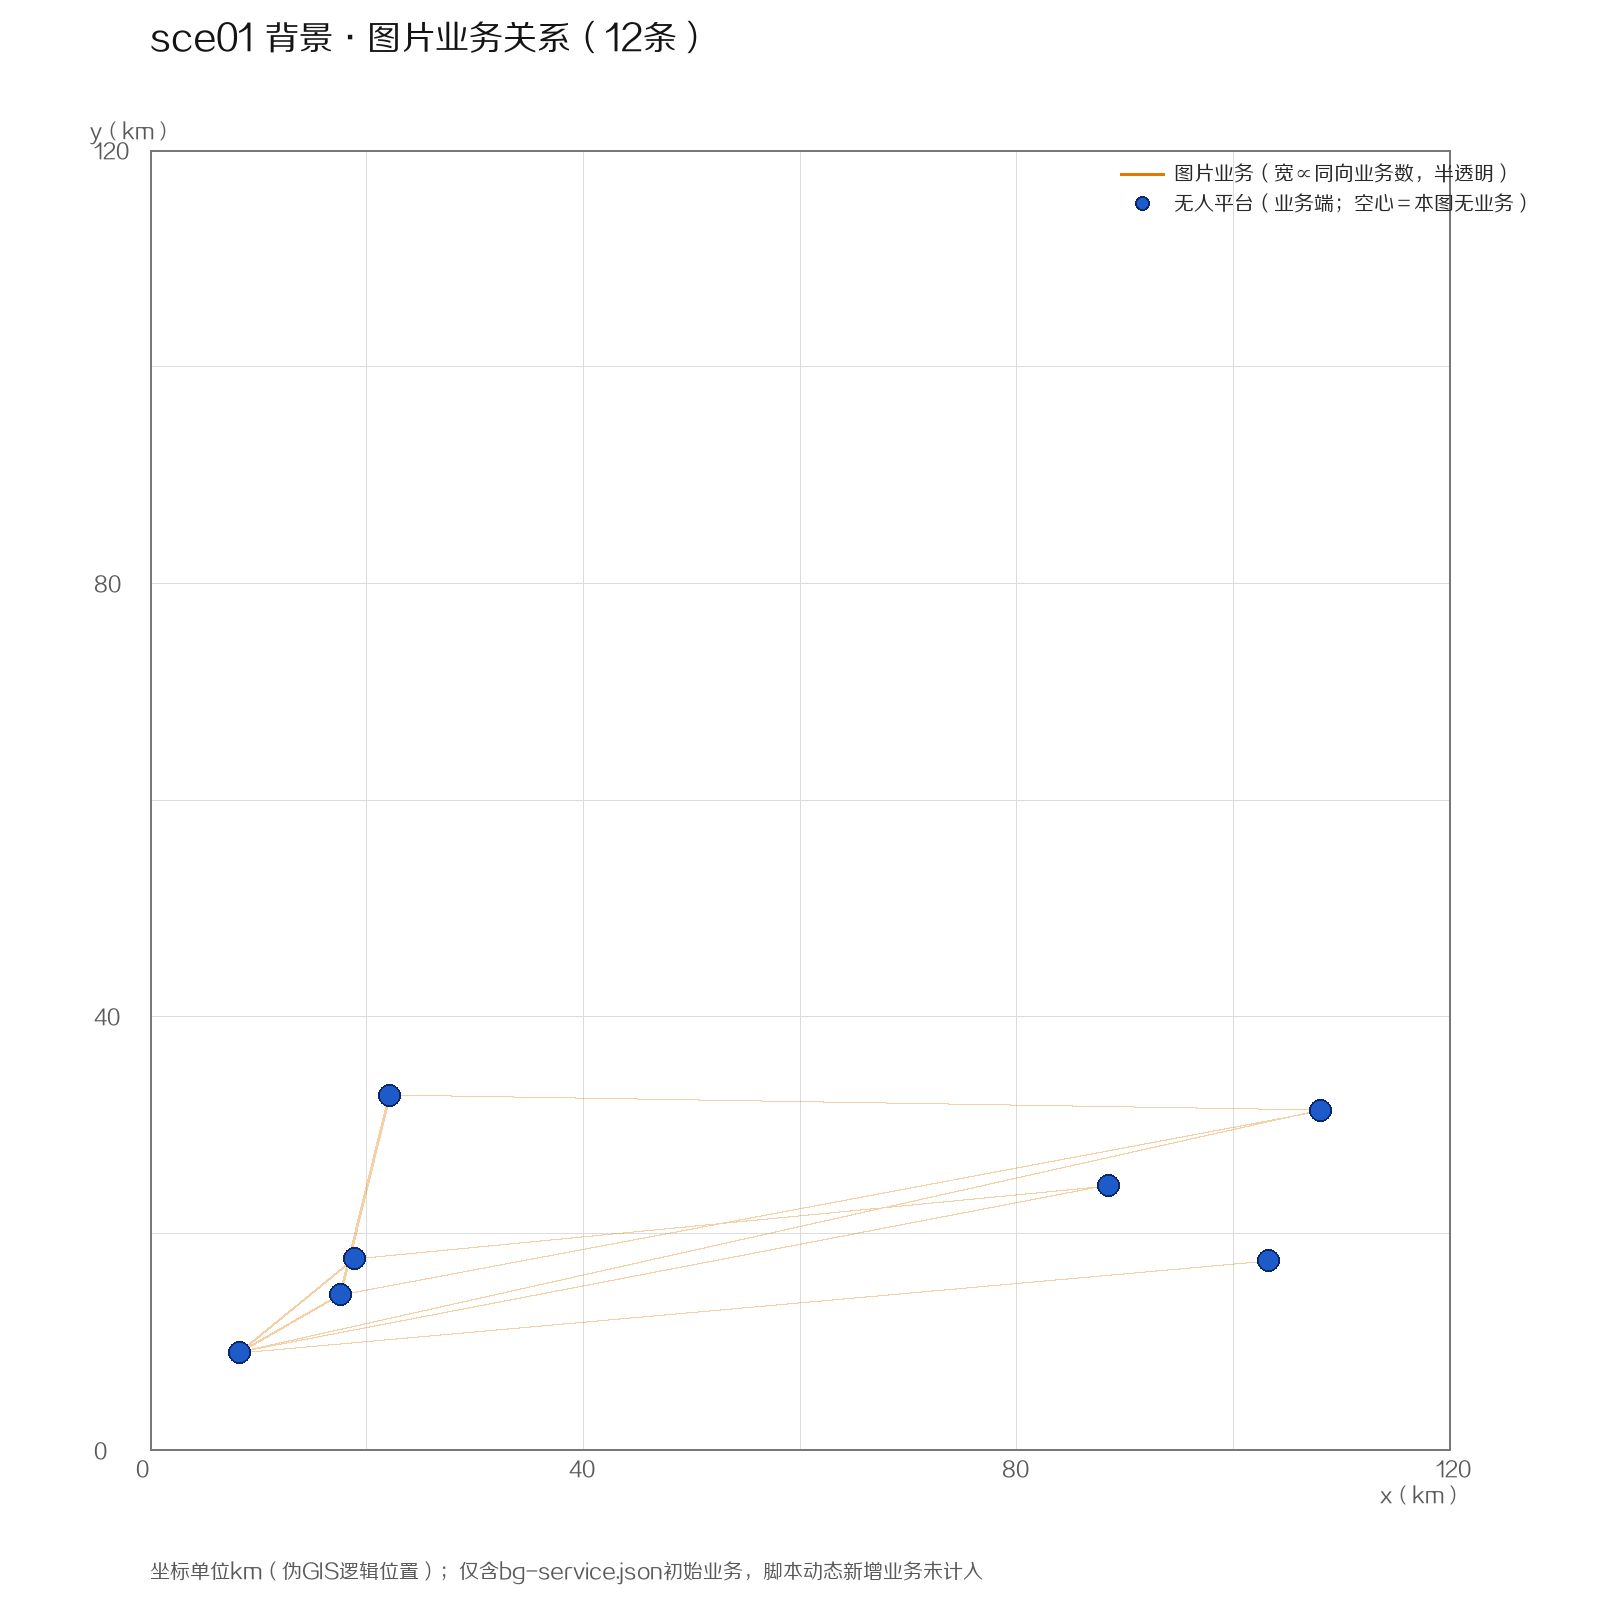 sce01 背景 · 图片业务关系（12条）
y（km）
120
图片业务（宽∝同向业务数，半透明）
无人平台（业务端；空心＝本图无业务）
80
40
0
0 40 80 120
x（km）
坐标单位km（伪GIS逻辑位置）；仅含bg-service.json初始业务，脚本动态新增业务未计入